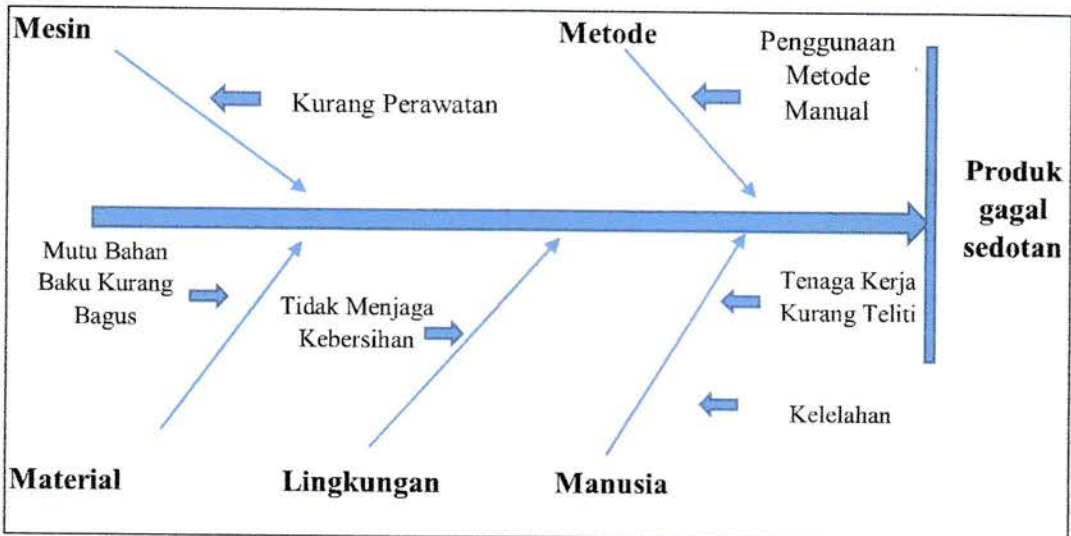 Mesin
Metode
Penggunaan
Metode
Manual
Kurang Perawatan
Produk
gagal
sedotan
Mutu Bahan
Baku Kurang
Bagus
Tidak Menjaga
Kebersihan
Tenaga Kerja
Kurang Teliti
Kelelahan
Material
Lingkungan
Manusia